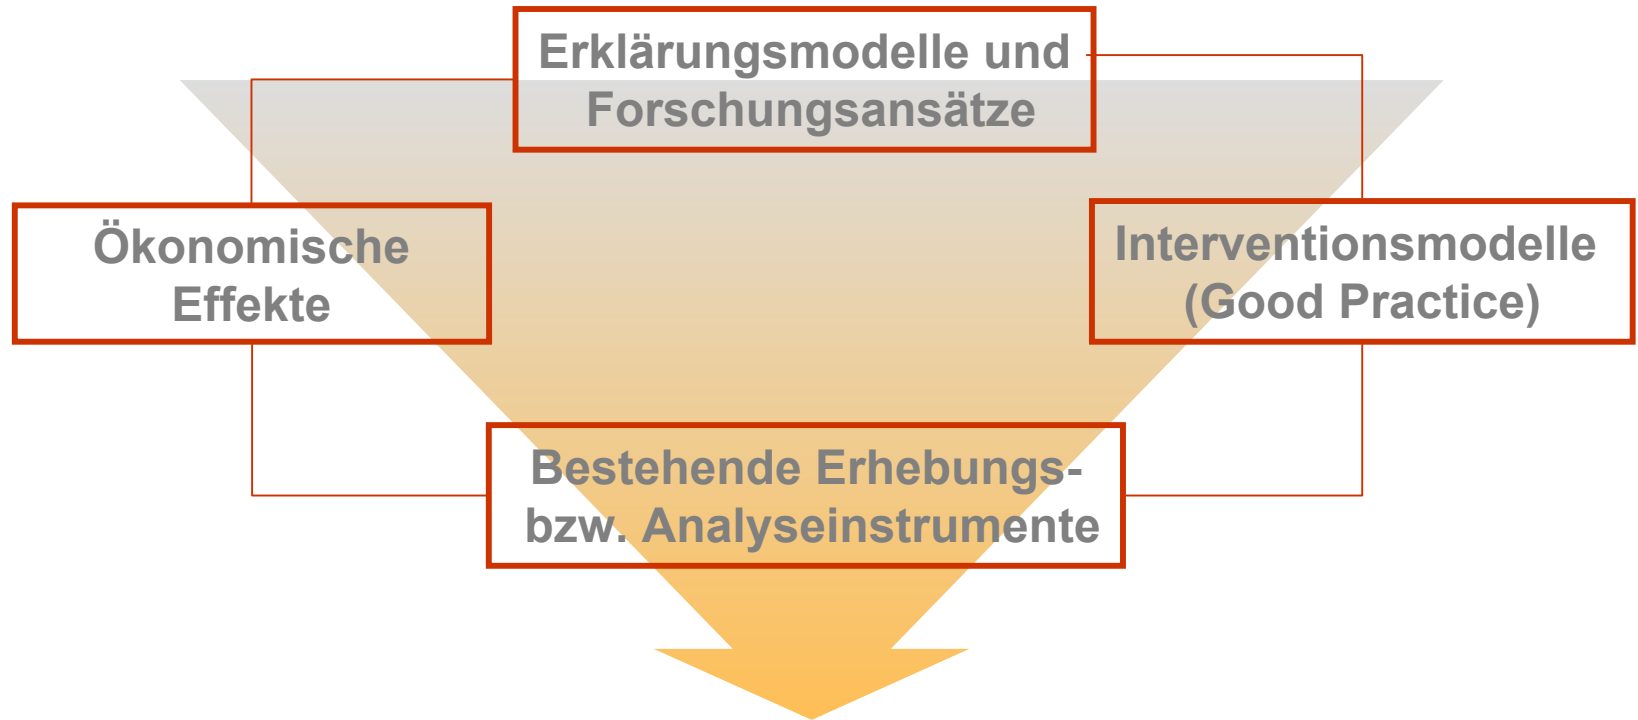 Erklärungsmodelle und
Forschungsansätze
Ökonomische
Effekte
Interventionsmodelle
(Good Practice)
Bestehende Erhebungs-
bzw. Analyseinstrumente